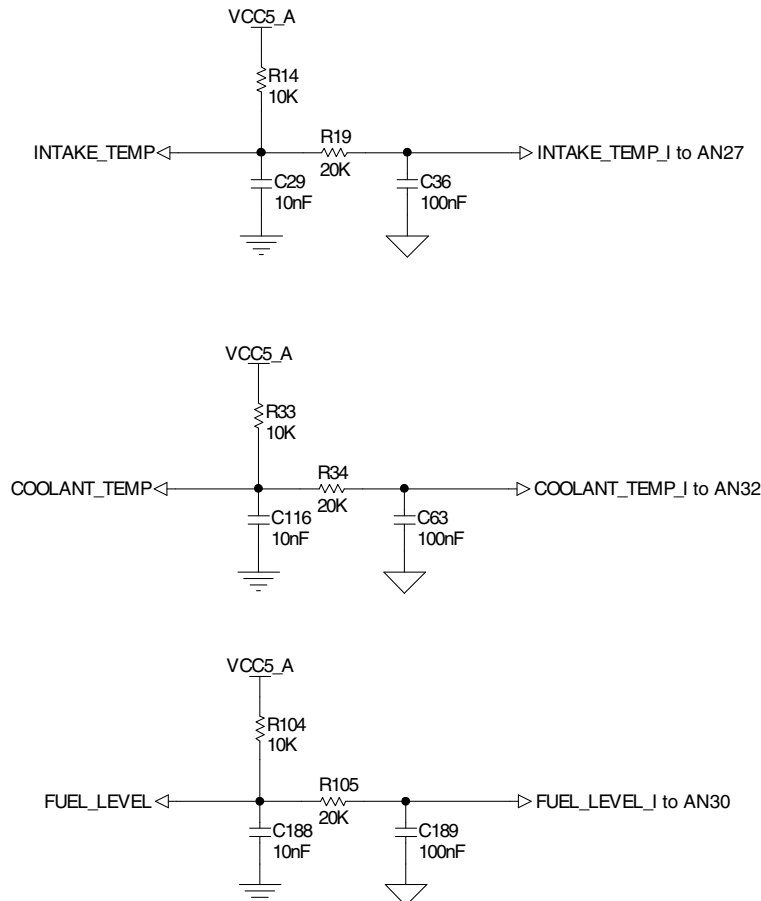 VCC5_A
R14
10K
R19
INTAKE_TEMP
INTAKE_TEMP_I to AN27
20K
C29
10nF
C36
100nF
VCC5_A
R33
10K
R34
COOLANT_TEMP
COOLANT_TEMP_I to AN32
20K
C116
10nF
C63
100nF
VCC5_A
R104
10K
R105
FUEL_LEVEL
FUEL_LEVEL_I to AN30
20K
C188
10nF
C189
100nF